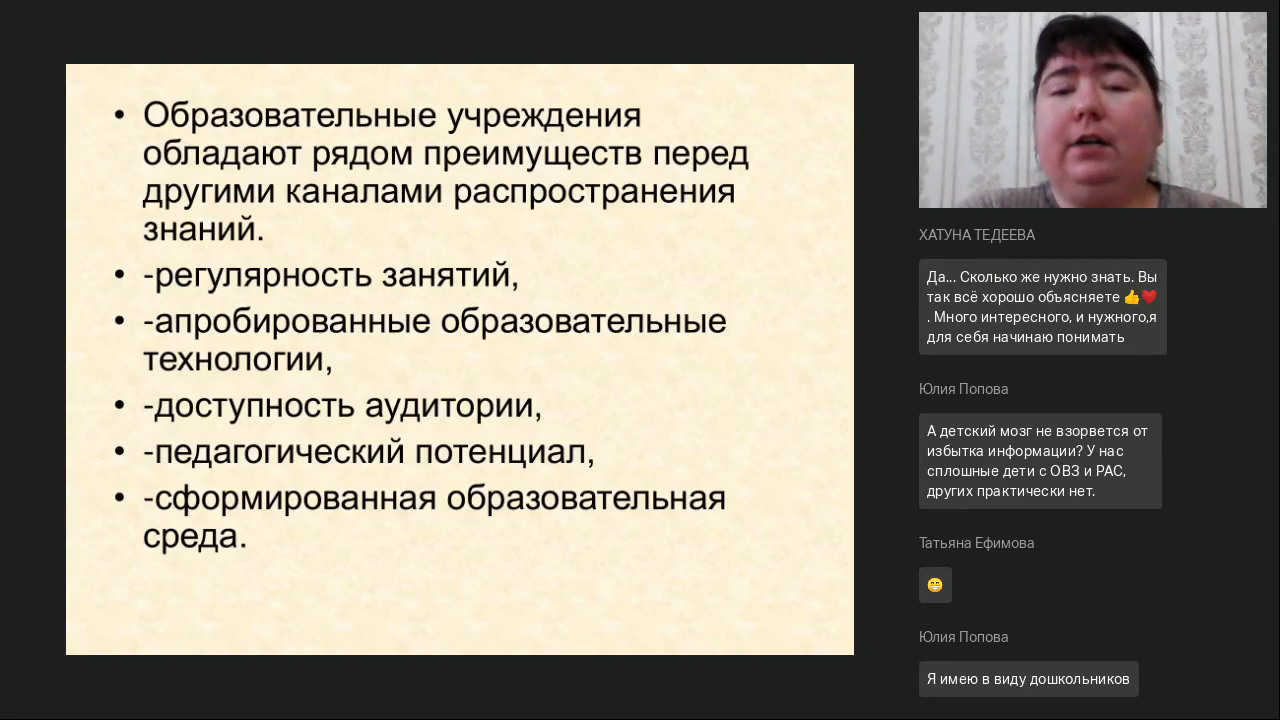 • Образовательные учреждения
обладают рядом преимуществ перед
другими каналами распространения
знаний.
• -регулярность занятий,
• -апробированные образовательные
технологии,
• -доступность аудитории,
• -педагогический потенциал,
• -сформированная образовательная
среда.
ХАТУНА ТЕДЕЕВА
Да... Сколько же нужно знать. Вы
так всё хорошо объясняете 👍❤️
. Много интересного, и нужного,я
для себя начинаю понимать
Юлия Попова
А детский мозг не взорвется от
избытка информации? У нас
сплошные дети с ОВЗ и РАС,
других практически нет.
Татьяна Ефимова
😁
Юлия Попова
Я имею в виду дошкольников